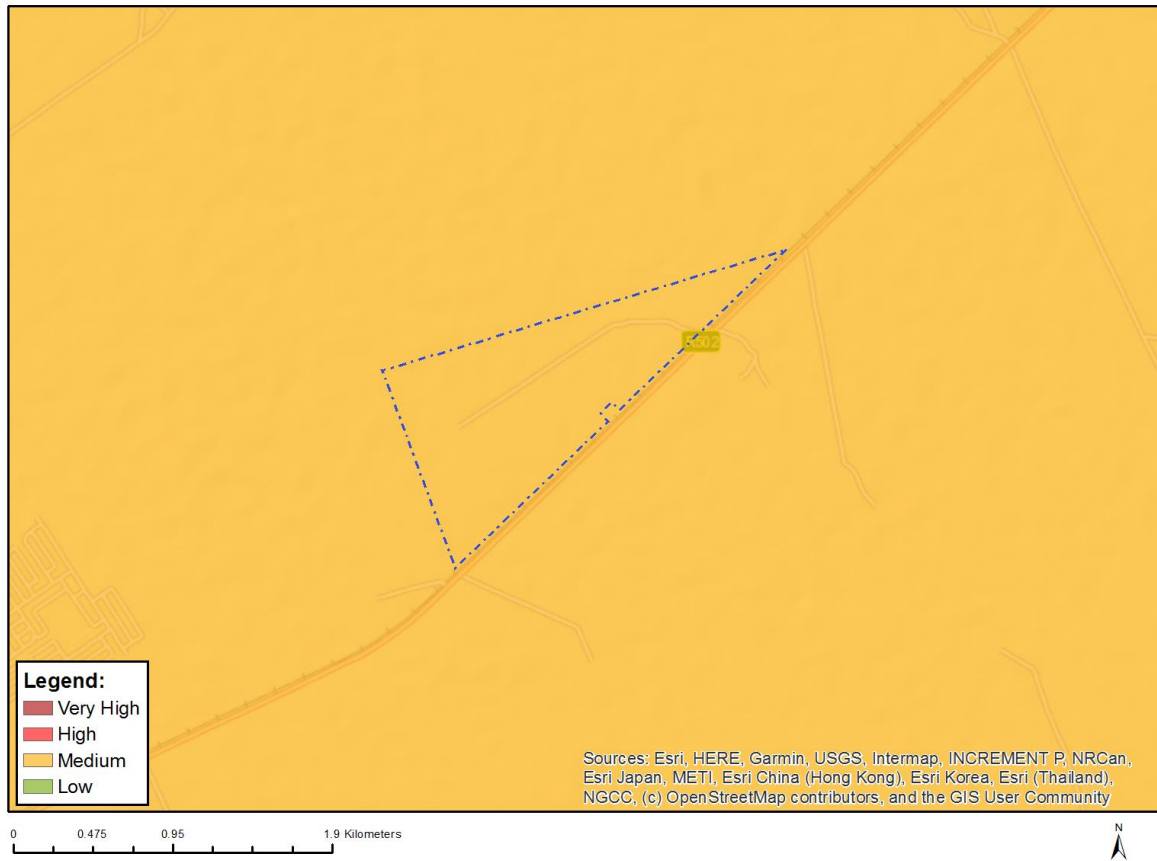 R502
Legend:
Very High
High
Medium
Low
Sources: Esri, HERE, Garmin, USGS, Intermap, INCREMENT P, NRCan,
Esri Japan, METI, Esri China (Hong Kong), Esri Korea, Esri (Thailand),
NGCC, (c) OpenStreetMap contributors, and the GIS User Community
0 0.475 0.95 1.9 Kilometers
N